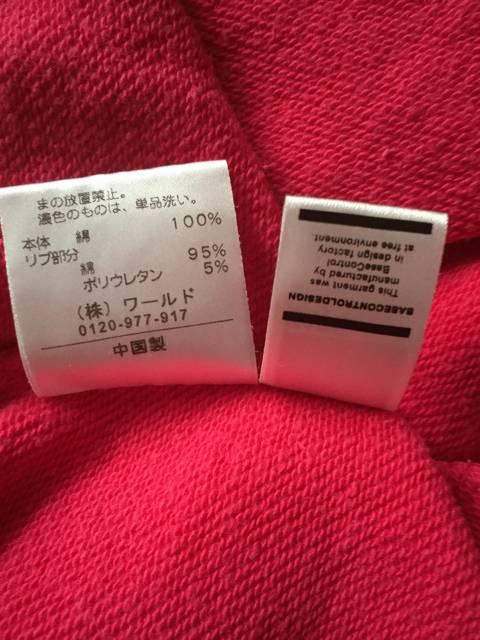 まの放置禁止。
濃色のものは、単品洗い。
本体 綿 100%
リブ部分
綿 95%
ポリウレタン 5%
(株) ワールド
0120-977-917
中国製
BASECONTROLDESIGN
This garment was
manufactured by
BaseControl
in design factory
at free environment.